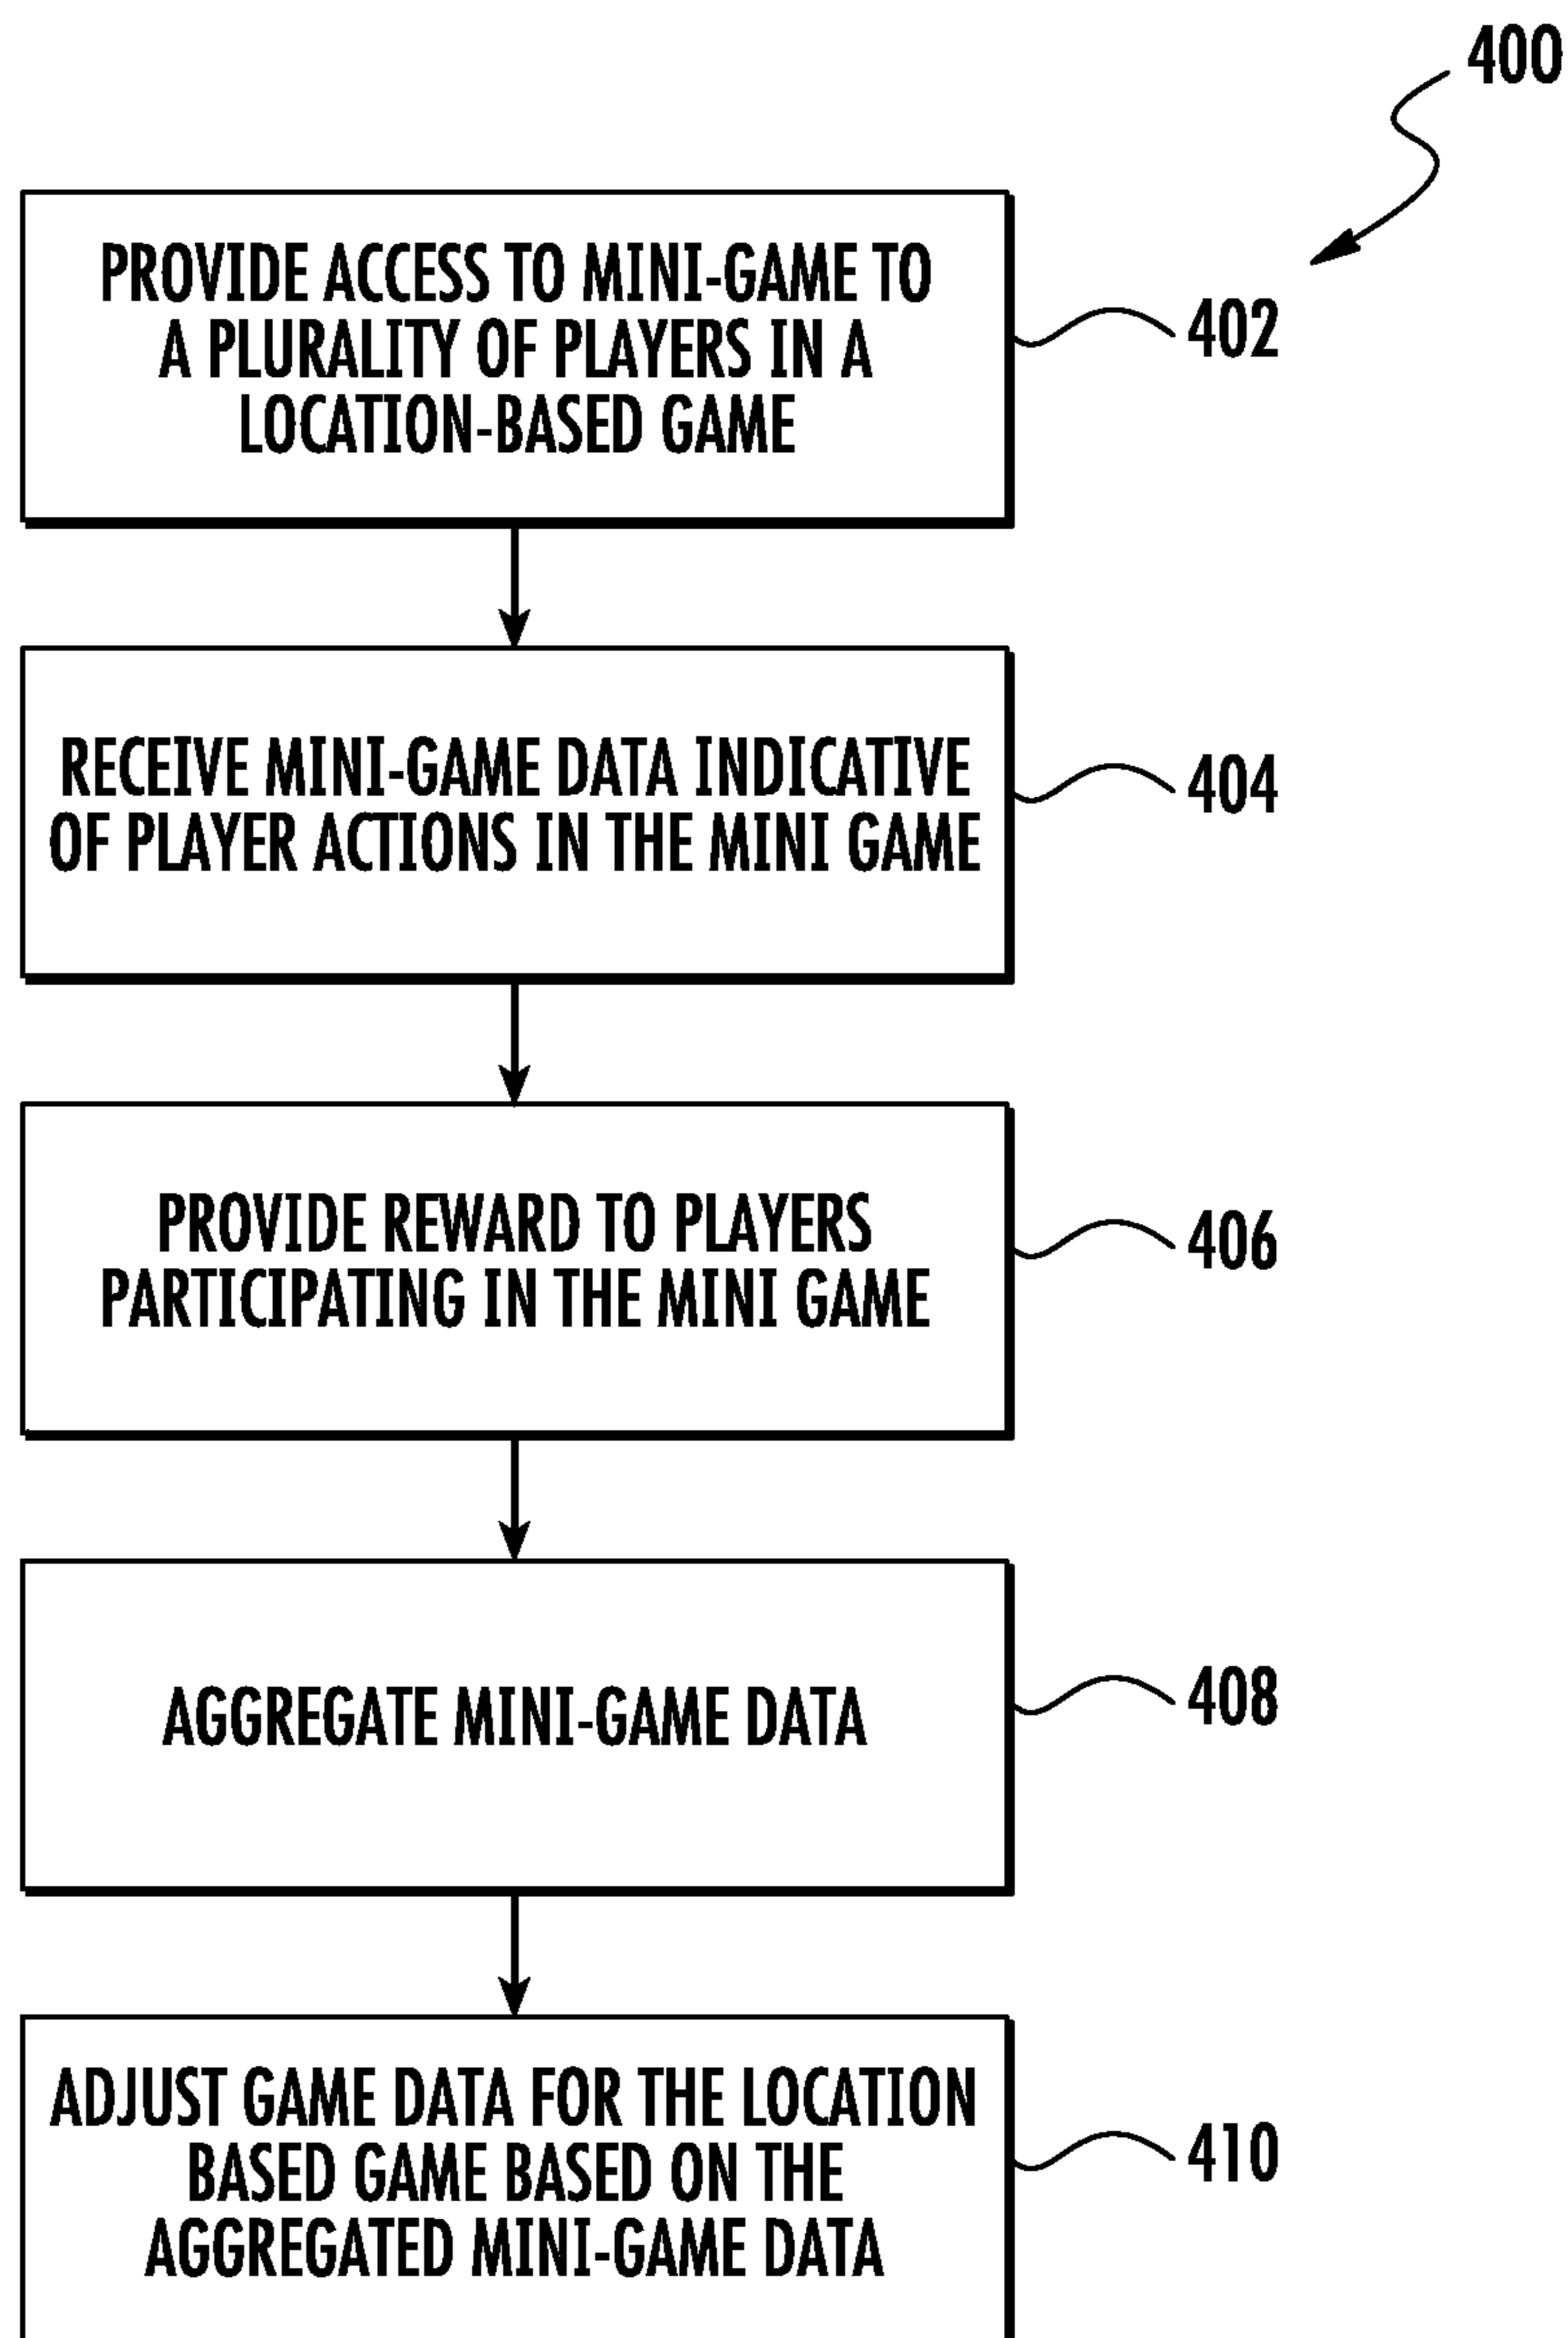 400
PROVIDE ACCESS TO MINI-GAME TO
A PLURALITY OF PLAYERS IN A
LOCATION-BASED GAME
402
RECEIVE MINI-GAME DATA INDICATIVE
OF PLAYER ACTIONS IN THE MINI GAME
404
PROVIDE REWARD TO PLAYERS
PARTICIPATING IN THE MINI GAME
406
AGGREGATE MINI-GAME DATA
408
ADJUST GAME DATA FOR THE LOCATION
BASED GAME BASED ON THE
AGGREGATED MINI-GAME DATA
410